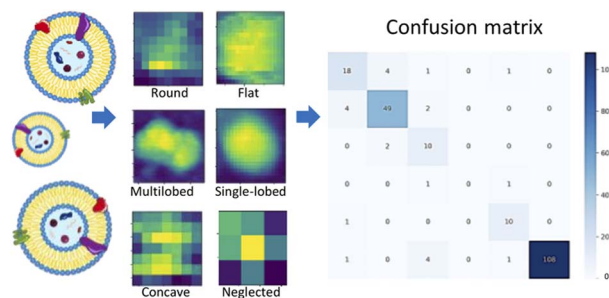 Confusion matrix
Round
Flat
Multilobed
Single-lobed
Concave
Neglected
18 4 1 0 1 0
4 49 2 0 0 0
0 2 10 0 0 0
0 0 1 0 1 0
1 0 0 0 10 0
1 0 4 0 1 108
100
80
60
40
20
0